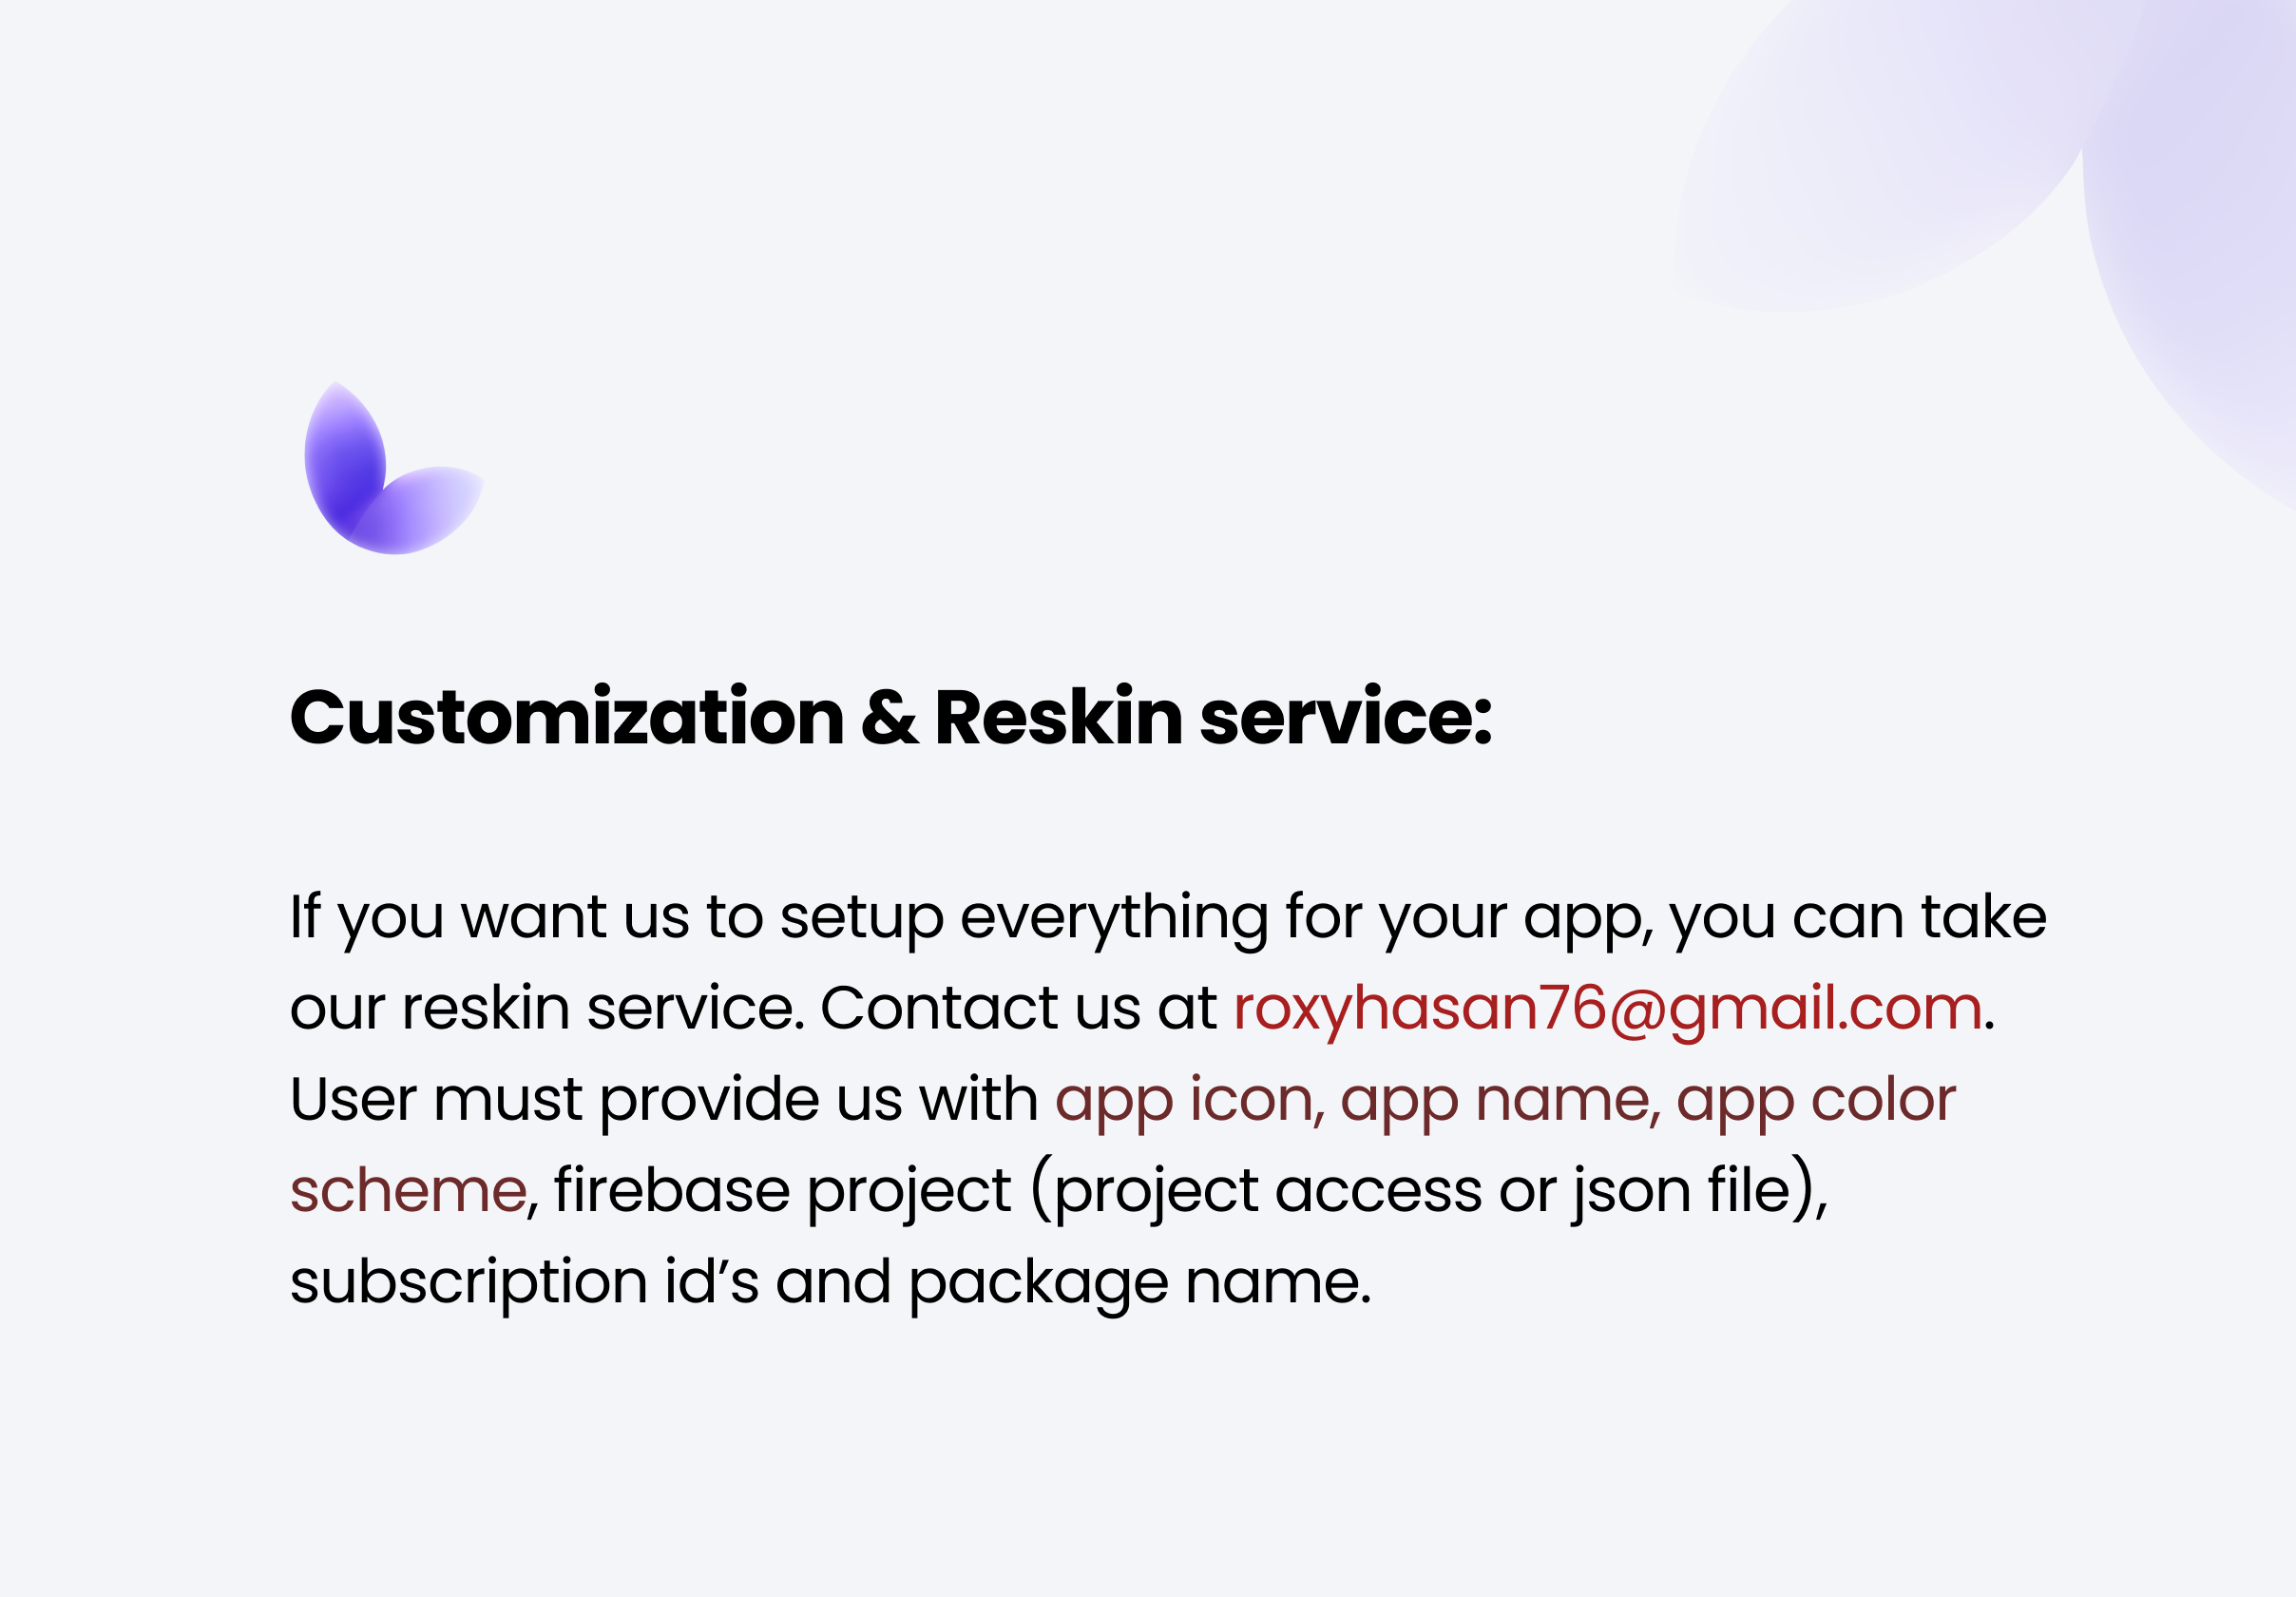 Customization & Reskin service:
If you want us to setup everything for your app, you can take
our reskin service. Contact us at roxyhasan76@gmail.com.
User must provide us with app icon, app name, app color
scheme, firebase project (project access or json file),
subscription id’s and package name.